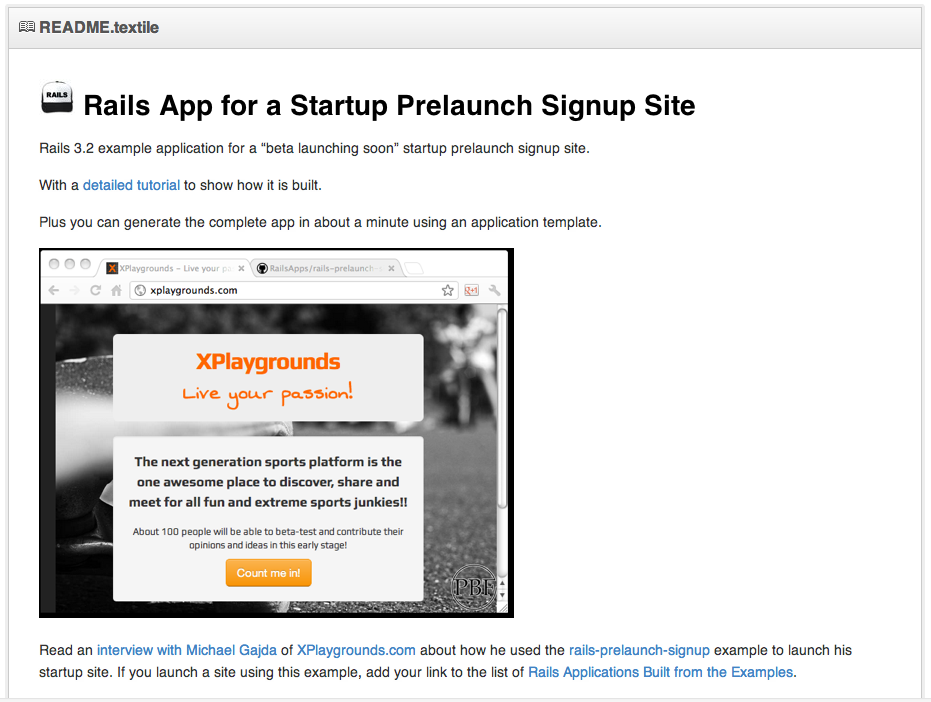 README.textile
RAILS
Rails App for a Startup Prelaunch Signup Site
Rails 3.2 example application for a “beta launching soon” startup prelaunch signup site.
With a detailed tutorial to show how it is built.
Plus you can generate the complete app in about a minute using an application template.
XPlaygrounds – Live your pa
RailsApps/rails-prelaunch-
xplaygrounds.com
+1
XPlaygrounds
Live your passion!
The next generation sports platform is the
one awesome place to discover, share and
meet for all fun and extreme sports junkies!!
About 100 people will be able to beta-test and contribute their
opinions and ideas in this early stage!
Count me in!
PBF
Read an interview with Michael Gajda of XPlaygrounds.com about how he used the rails-prelaunch-signup example to launch his
startup site. If you launch a site using this example, add your link to the list of Rails Applications Built from the Examples.